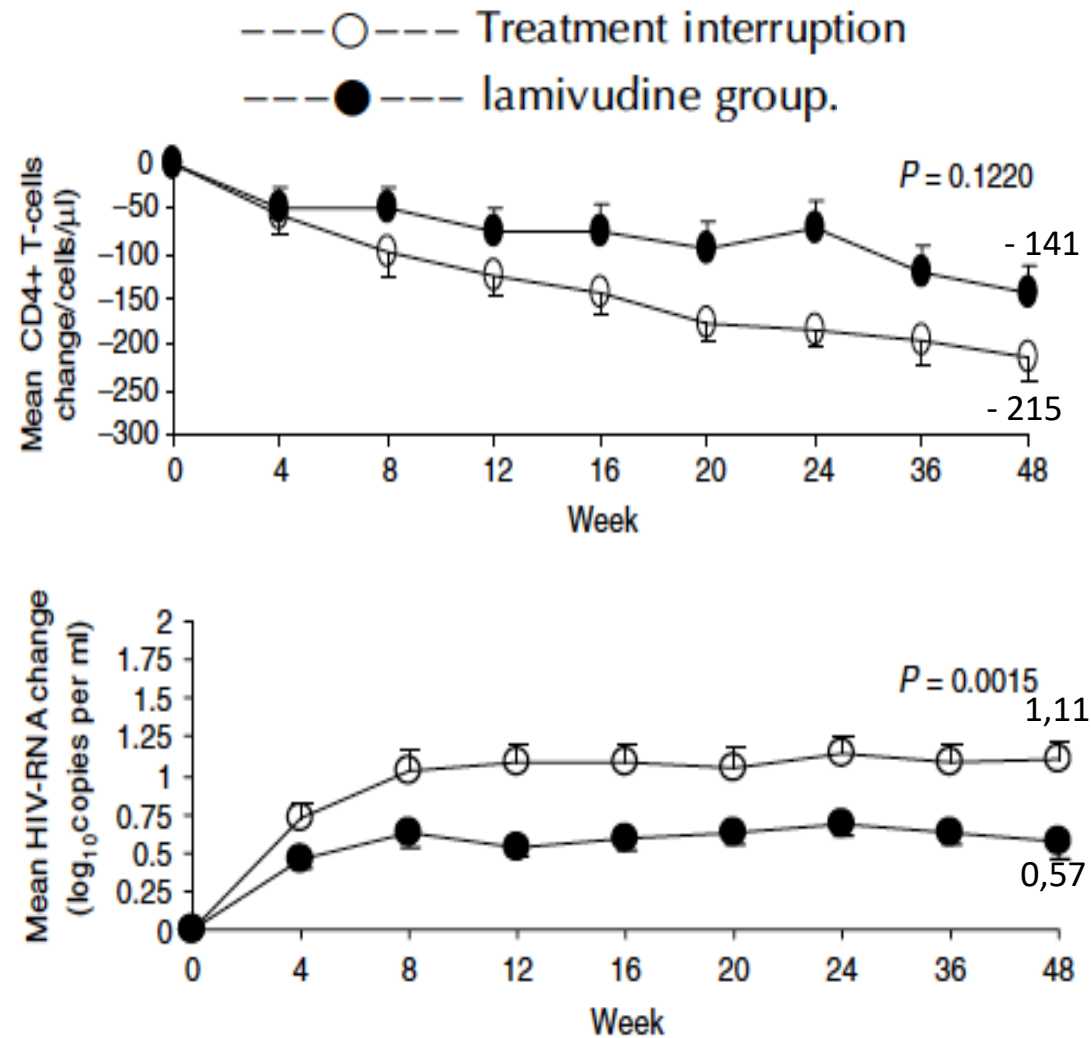 Treatment interruption
lamivudine group.
Mean CD4+ T-cells
change/cells/μl)
0
−50
−100
−150
−200
−250
−300
P = 0.1220
- 141
- 215
0 4 8 12 16 20 24 36 48
Week
Mean HIV-RNA change
(log10 copies per ml)
2
1.75
1.5
1.25
1
0.75
0.5
0.25
0
P = 0.0015
1,11
0,57
0 4 8 12 16 20 24 36 48
Week